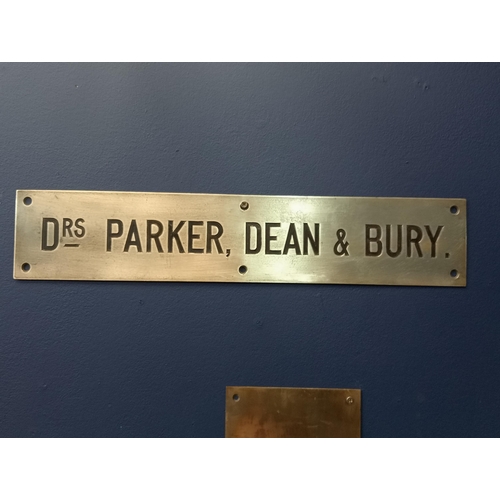 DRS PARKER, DEAN & BURY.